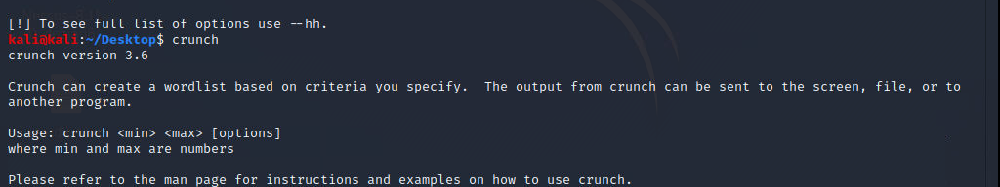 [!] To see full list of options use --hh.
kali@kali:~/Desktop$ crunch
crunch version 3.6
Crunch can create a wordlist based on criteria you specify.  The output from crunch can be sent to the screen, file, or to
another program.
Usage: crunch <min> <max> [options]
where min and max are numbers
Please refer to the man page for instructions and examples on how to use crunch.